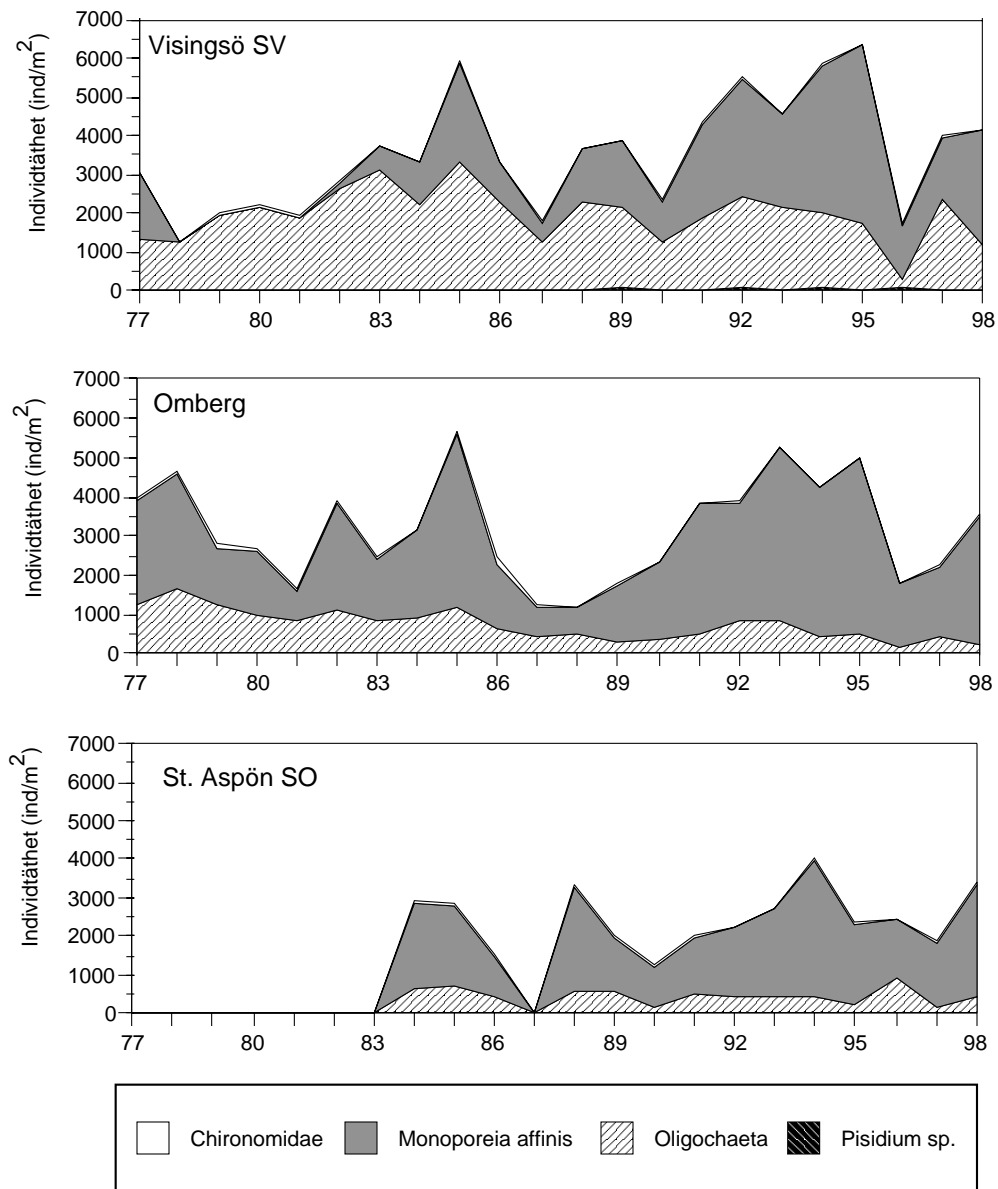 Visingsö SV
Individtäthet (ind/m2)
7000
6000
5000
4000
3000
2000
1000
0
77 80 83 86 89 92 95 98
Omberg
Individtäthet (ind/m2)
7000
6000
5000
4000
3000
2000
1000
0
77 80 83 86 89 92 95 98
St. Aspön SO
Individtäthet (ind/m2)
7000
6000
5000
4000
3000
2000
1000
0
77 80 83 86 89 92 95 98
Chironomidae Monoporeia affinis Oligochaeta Pisidium sp.